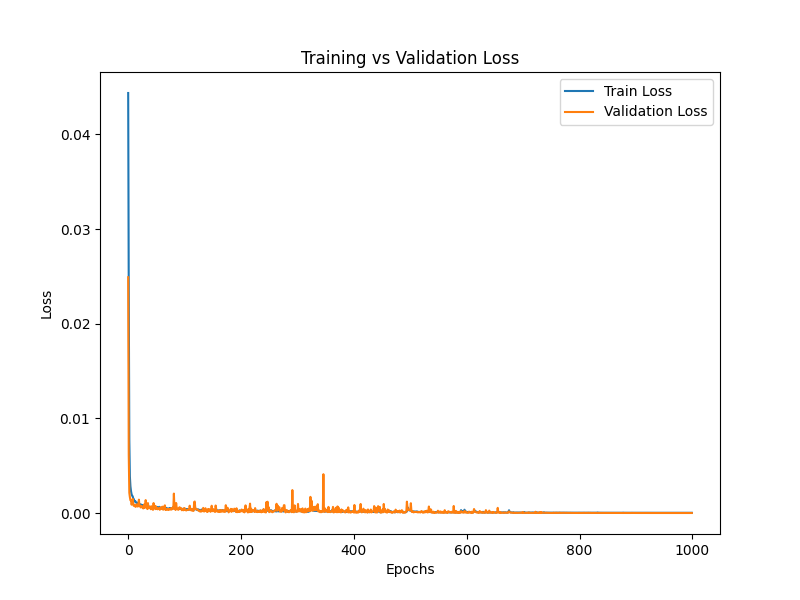 Training vs Validation Loss
Train Loss
Validation Loss
0.04
0.03
0.02
0.01
0.00
Loss
0
200
400
600
800
1000
Epochs